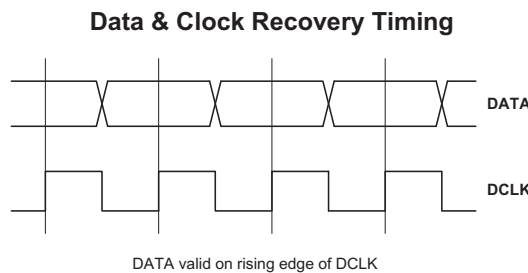 Data & Clock Recovery Timing
DATA
DCLK
DATA valid on rising edge of DCLK